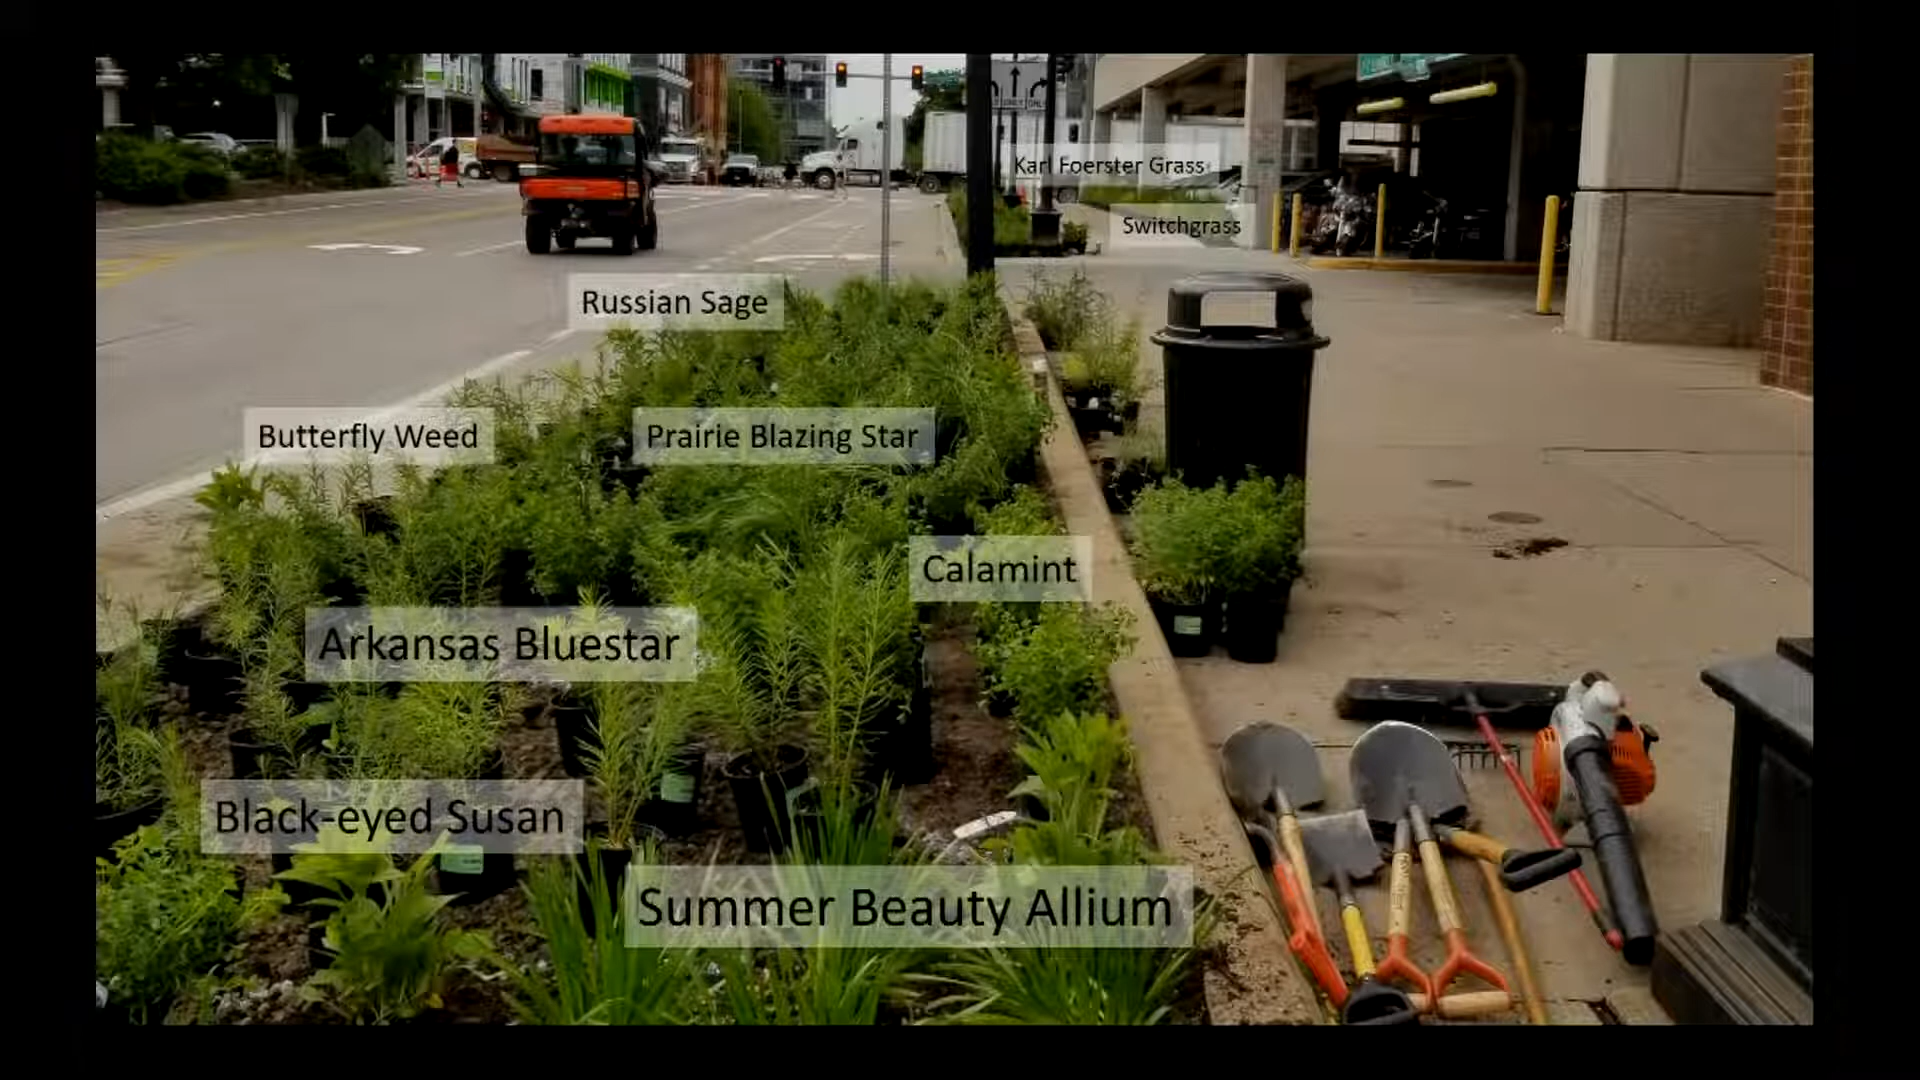 Karl Foerster Grass
Switchgrass
Russian Sage
Butterfly Weed
Prairie Blazing Star
Calamint
Arkansas Bluestar
Black-eyed Susan
Summer Beauty Allium